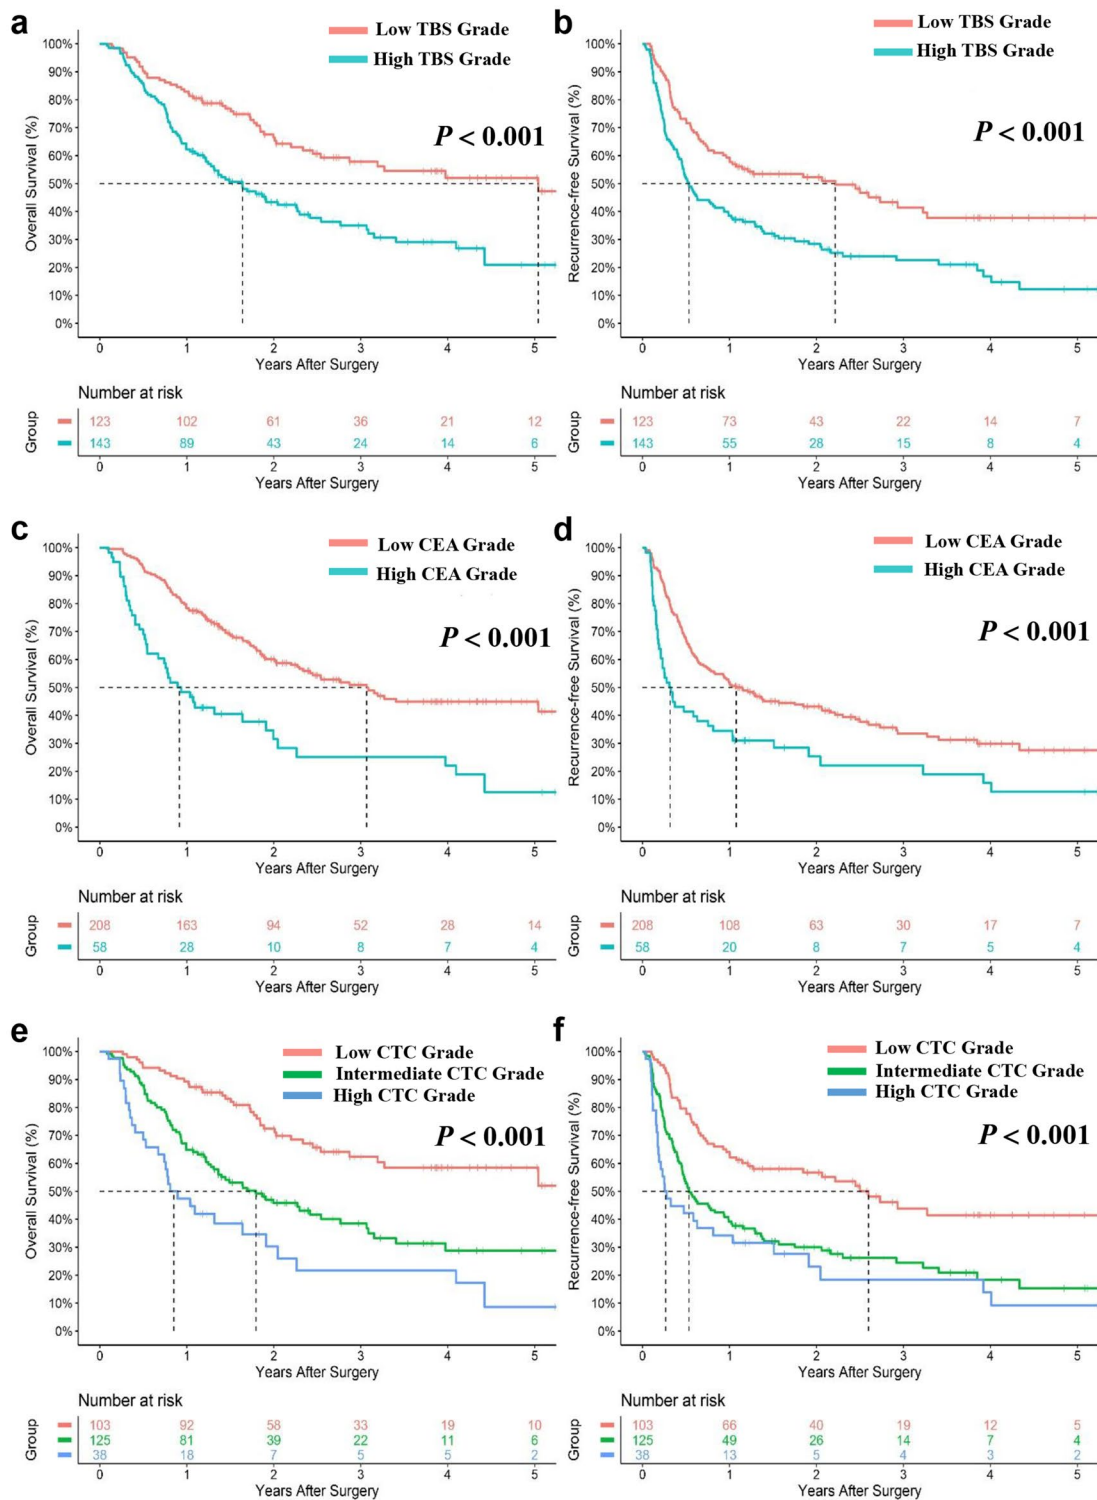 a
Low TBS Grade
High TBS Grade
P < 0.001
Overall Survival (%)
100%
90%
80%
70%
60%
50%
40%
30%
20%
10%
0%
0 1 2 3 4 5
Years After Surgery
Number at risk
Group
123 102 61 36 21 12
143 89 43 24 14 6
0 1 2 3 4 5
Years After Surgery
b
Low TBS Grade
High TBS Grade
P < 0.001
Recurrence-free Survival (%)
100%
90%
80%
70%
60%
50%
40%
30%
20%
10%
0%
0 1 2 3 4 5
Years After Surgery
Number at risk
Group
123 73 43 22 14 7
143 55 28 15 8 4
0 1 2 3 4 5
Years After Surgery
c
Low CEA Grade
High CEA Grade
P < 0.001
Overall Survival (%)
100%
90%
80%
70%
60%
50%
40%
30%
20%
10%
0%
0 1 2 3 4 5
Years After Surgery
Number at risk
Group
208 163 94 52 28 14
58 28 10 8 7 4
0 1 2 3 4 5
Years After Surgery
d
Low CEA Grade
High CEA Grade
P < 0.001
Recurrence-free Survival (%)
100%
90%
80%
70%
60%
50%
40%
30%
20%
10%
0%
0 1 2 3 4 5
Years After Surgery
Number at risk
Group
208 108 63 30 17 7
58 20 8 7 5 4
0 1 2 3 4 5
Years After Surgery
e
Low CTC Grade
Intermediate CTC Grade
High CTC Grade
P < 0.001
Overall Survival (%)
100%
90%
80%
70%
60%
50%
40%
30%
20%
10%
0%
0 1 2 3 4 5
Years After Surgery
Number at risk
Group
103 92 58 33 19 10
125 81 39 22 11 6
38 18 7 5 5 2
0 1 2 3 4 5
Years After Surgery
f
Low CTC Grade
Intermediate CTC Grade
High CTC Grade
P < 0.001
Recurrence-free Survival (%)
100%
90%
80%
70%
60%
50%
40%
30%
20%
10%
0%
0 1 2 3 4 5
Years After Surgery
Number at risk
Group
103 66 40 19 12 5
125 49 26 14 7 4
38 13 5 4 3 2
0 1 2 3 4 5
Years After Surgery